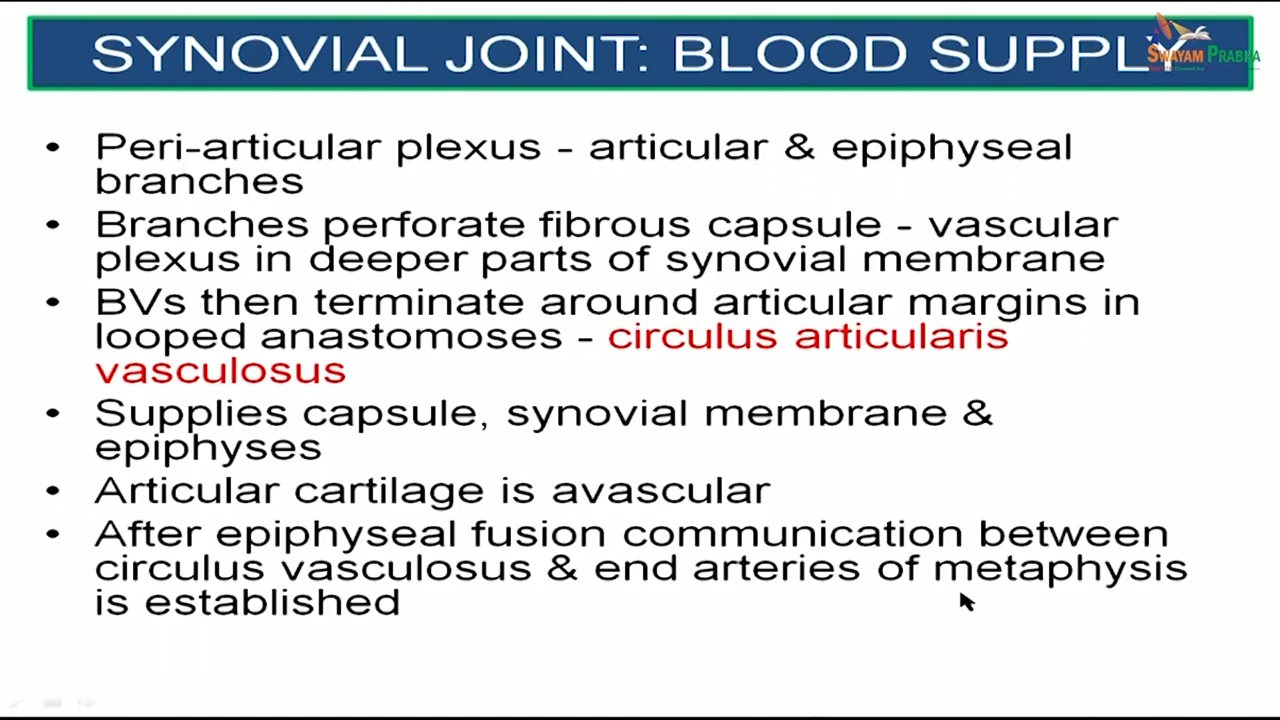 SYNOVIAL JOINT: BLOOD SUPPLY
SWAYAM PRABHA
• Peri-articular plexus - articular & epiphyseal
branches
• Branches perforate fibrous capsule - vascular
plexus in deeper parts of synovial membrane
• BVs then terminate around articular margins in
looped anastomoses - circulus articularis
vasculosus
• Supplies capsule, synovial membrane &
epiphyses
• Articular cartilage is avascular
• After epiphyseal fusion communication between
circulus vasculosus & end arteries of metaphysis
is established